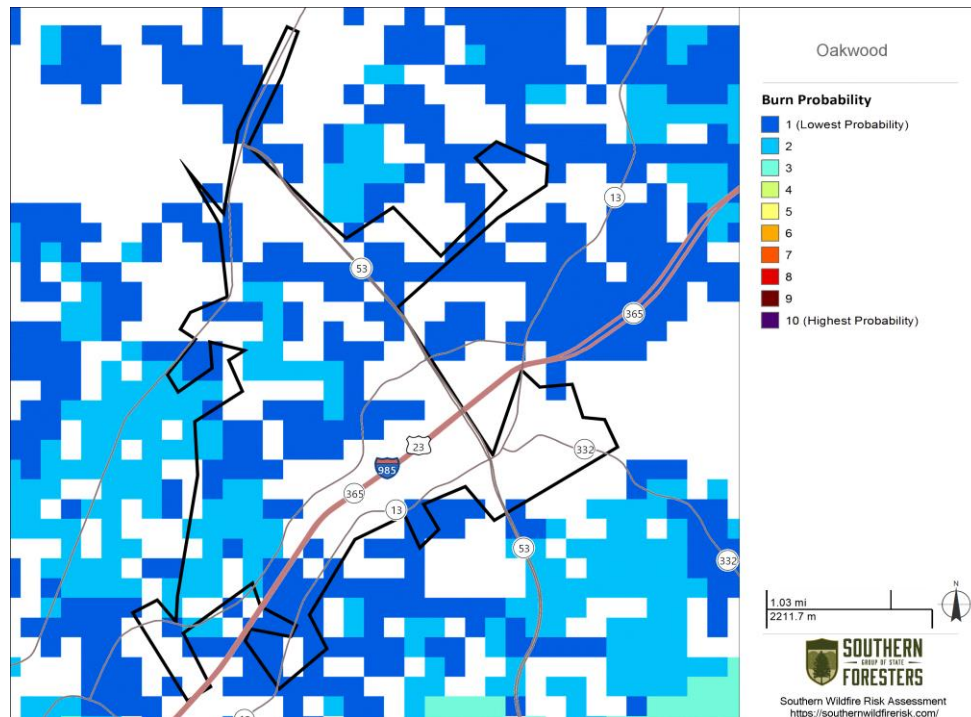 Oakwood
Burn Probability
1 (Lowest Probability)
2
3
4
5
6
7
8
9
10 (Highest Probability)
13
53
365
23
332
985
365
13
53
332
1.03 mi
2211.7 m
N
SOUTHERN
GROUP OF STATE
FORESTERS
Southern Wildfire Risk Assessment
https://southernwildfirerisk.com/